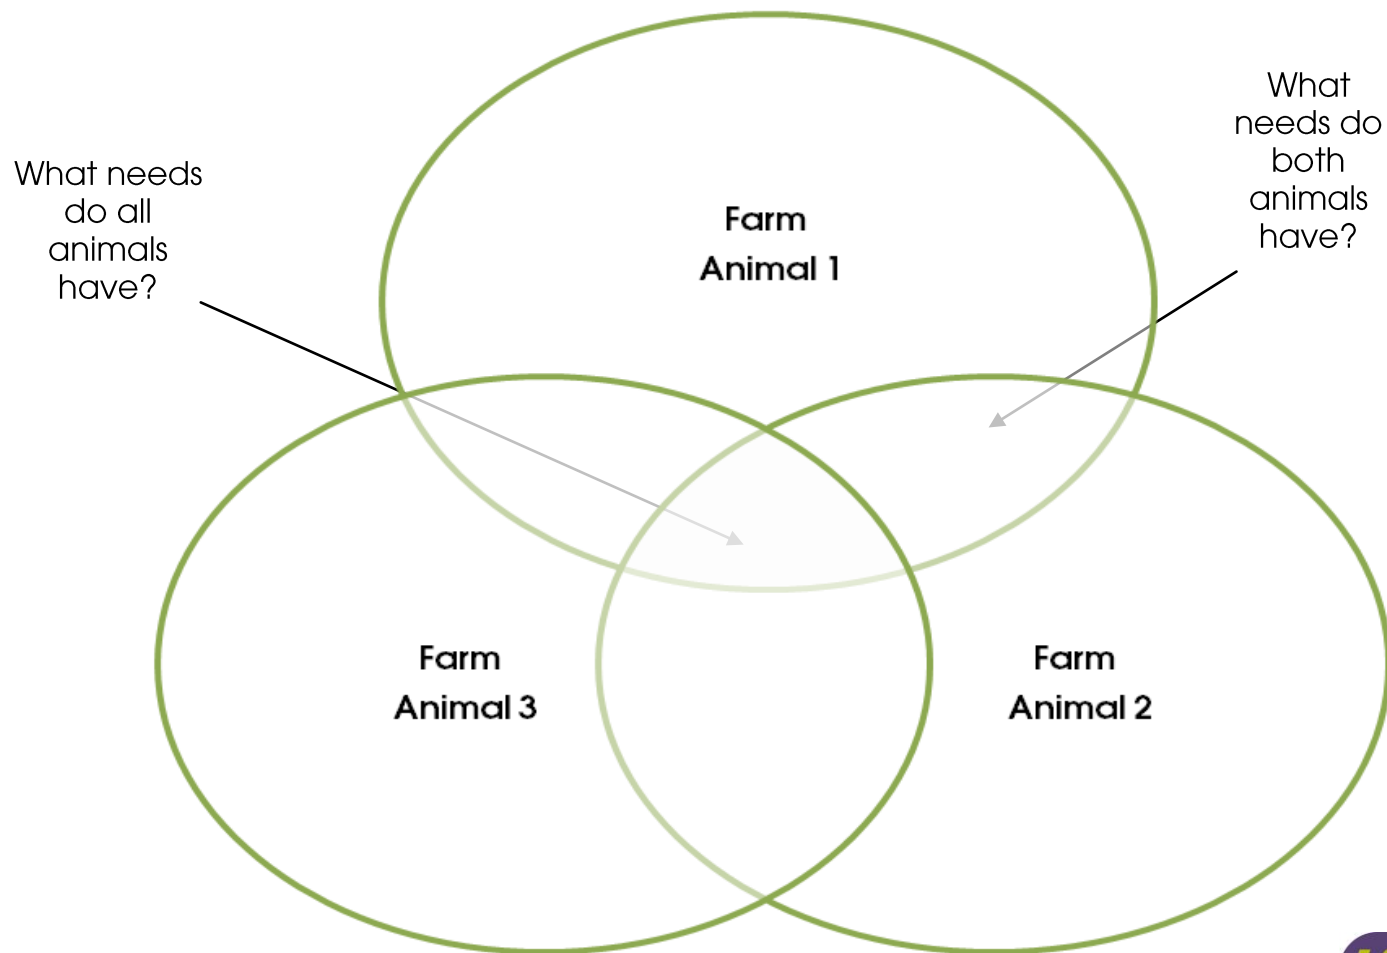 What needs
do all
animals
have?
What
needs do
both
animals
have?
Farm
Animal 1
Farm
Animal 3
Farm
Animal 2